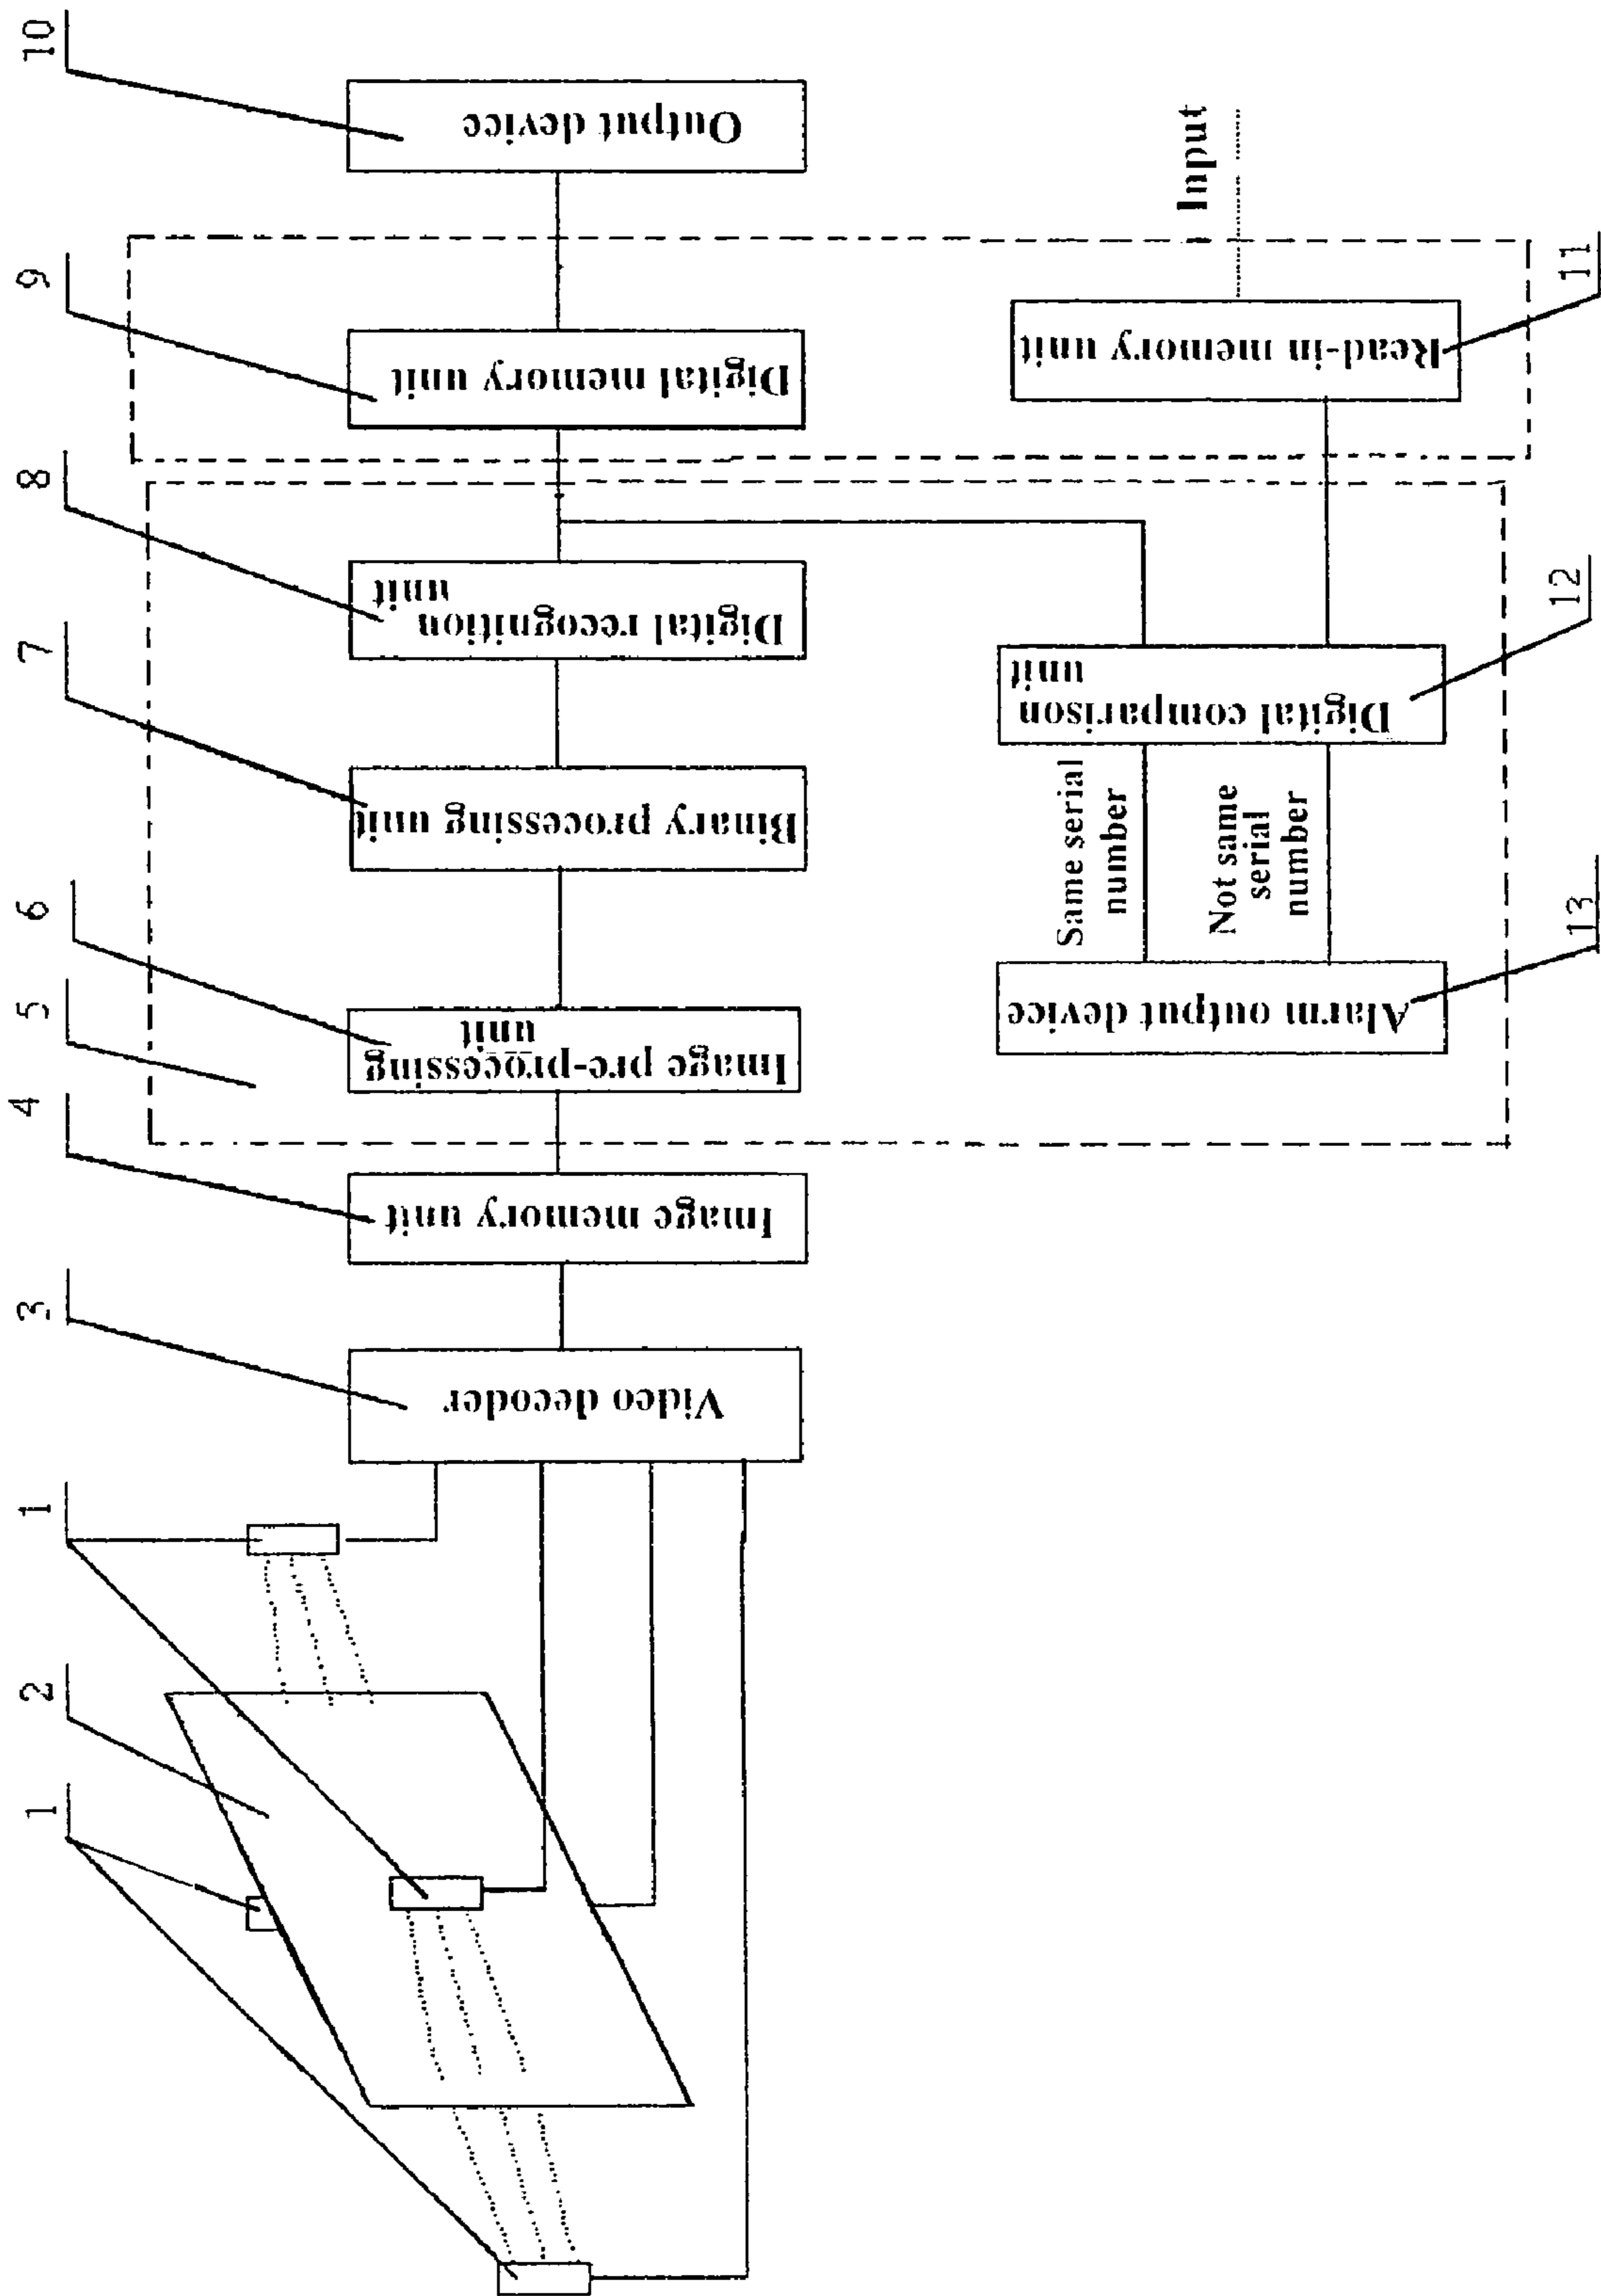 10
Output device
Input
9
Digital memory unit
11
Read-in memory unit
8
Digital recognition
unit
12
Digital comparison
unit
7
Binary processing unit
Same serial
number
Not same
serial
number
13
Alarm output device
6
Image pre-processing
unit
5
4
Image memory unit
3
Video decoder
1
2
1